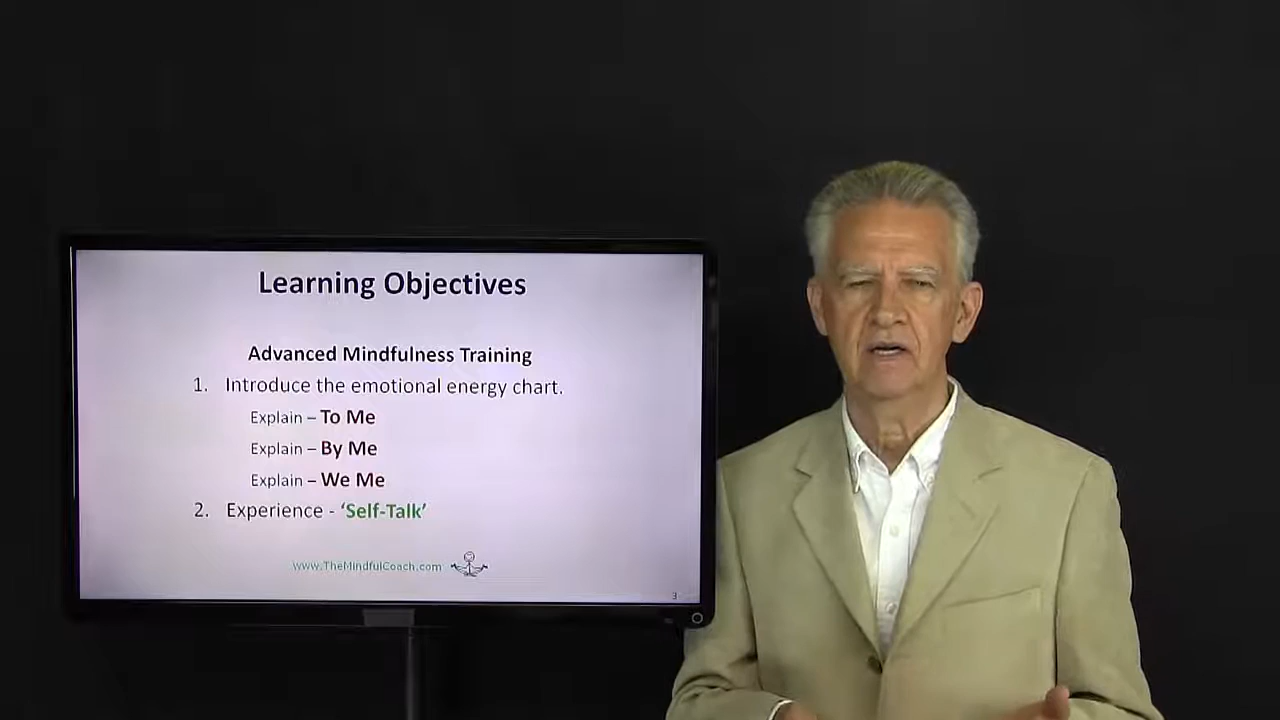 Learning Objectives
Advanced Mindfulness Training
1. Introduce the emotional energy chart.
Explain – To Me
Explain – By Me
Explain – We Me
2. Experience - ‘Self-Talk’
www.TheMindfulCoach.com
3